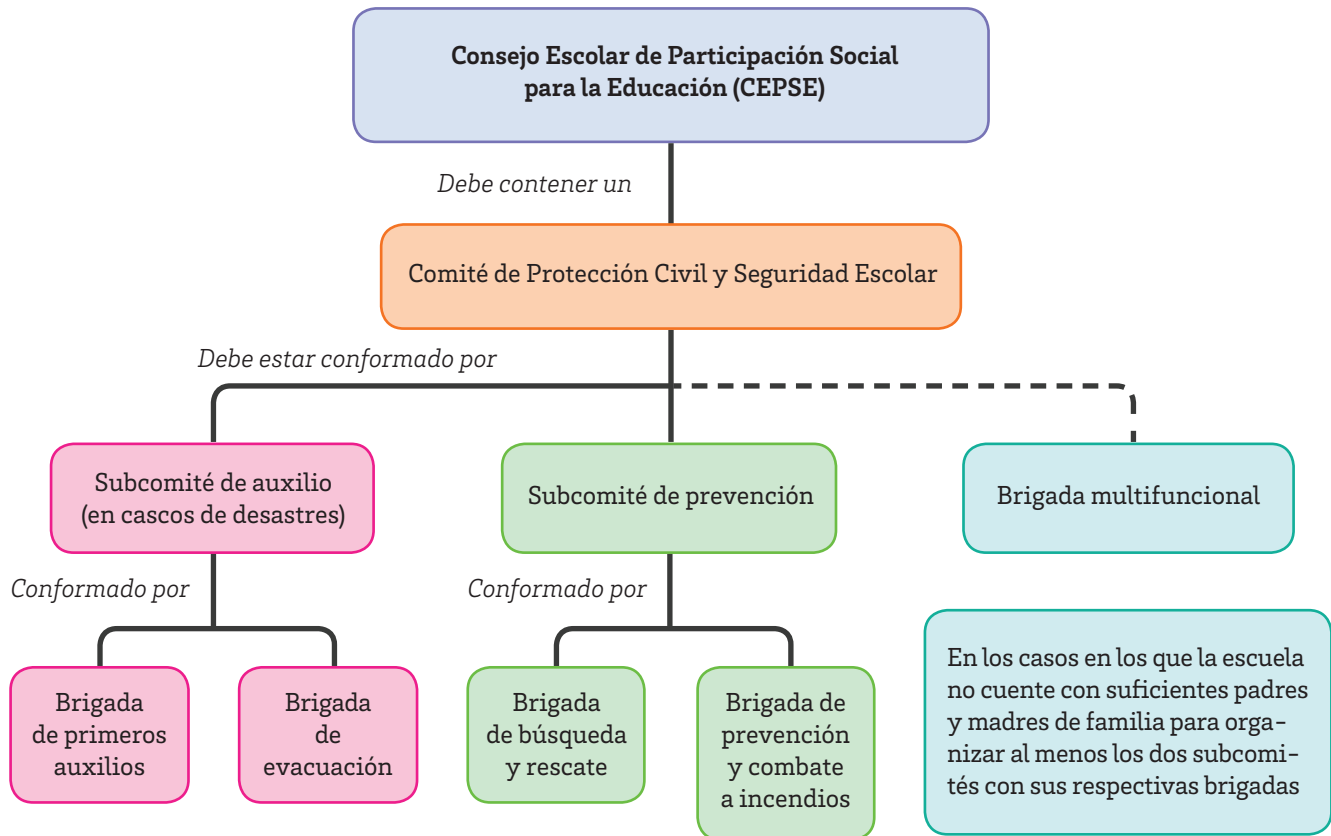 Consejo Escolar de Participación Social
para la Educación (CEPSE)
Debe contener un
Comité de Protección Civil y Seguridad Escolar
Debe estar conformado por
Subcomité de auxilio
(en cascos de desastres)
Subcomité de prevención
Brigada multifuncional
Conformado por
Conformado por
Brigada
de primeros
auxilios
Brigada
de
evacuación
Brigada
de búsqueda
y rescate
Brigada de
prevención
y combate
a incendios
En los casos en los que la escuela
no cuente con suficientes padres
y madres de familia para orga-
nizar al menos los dos subcomi-
tés con sus respectivas brigadas